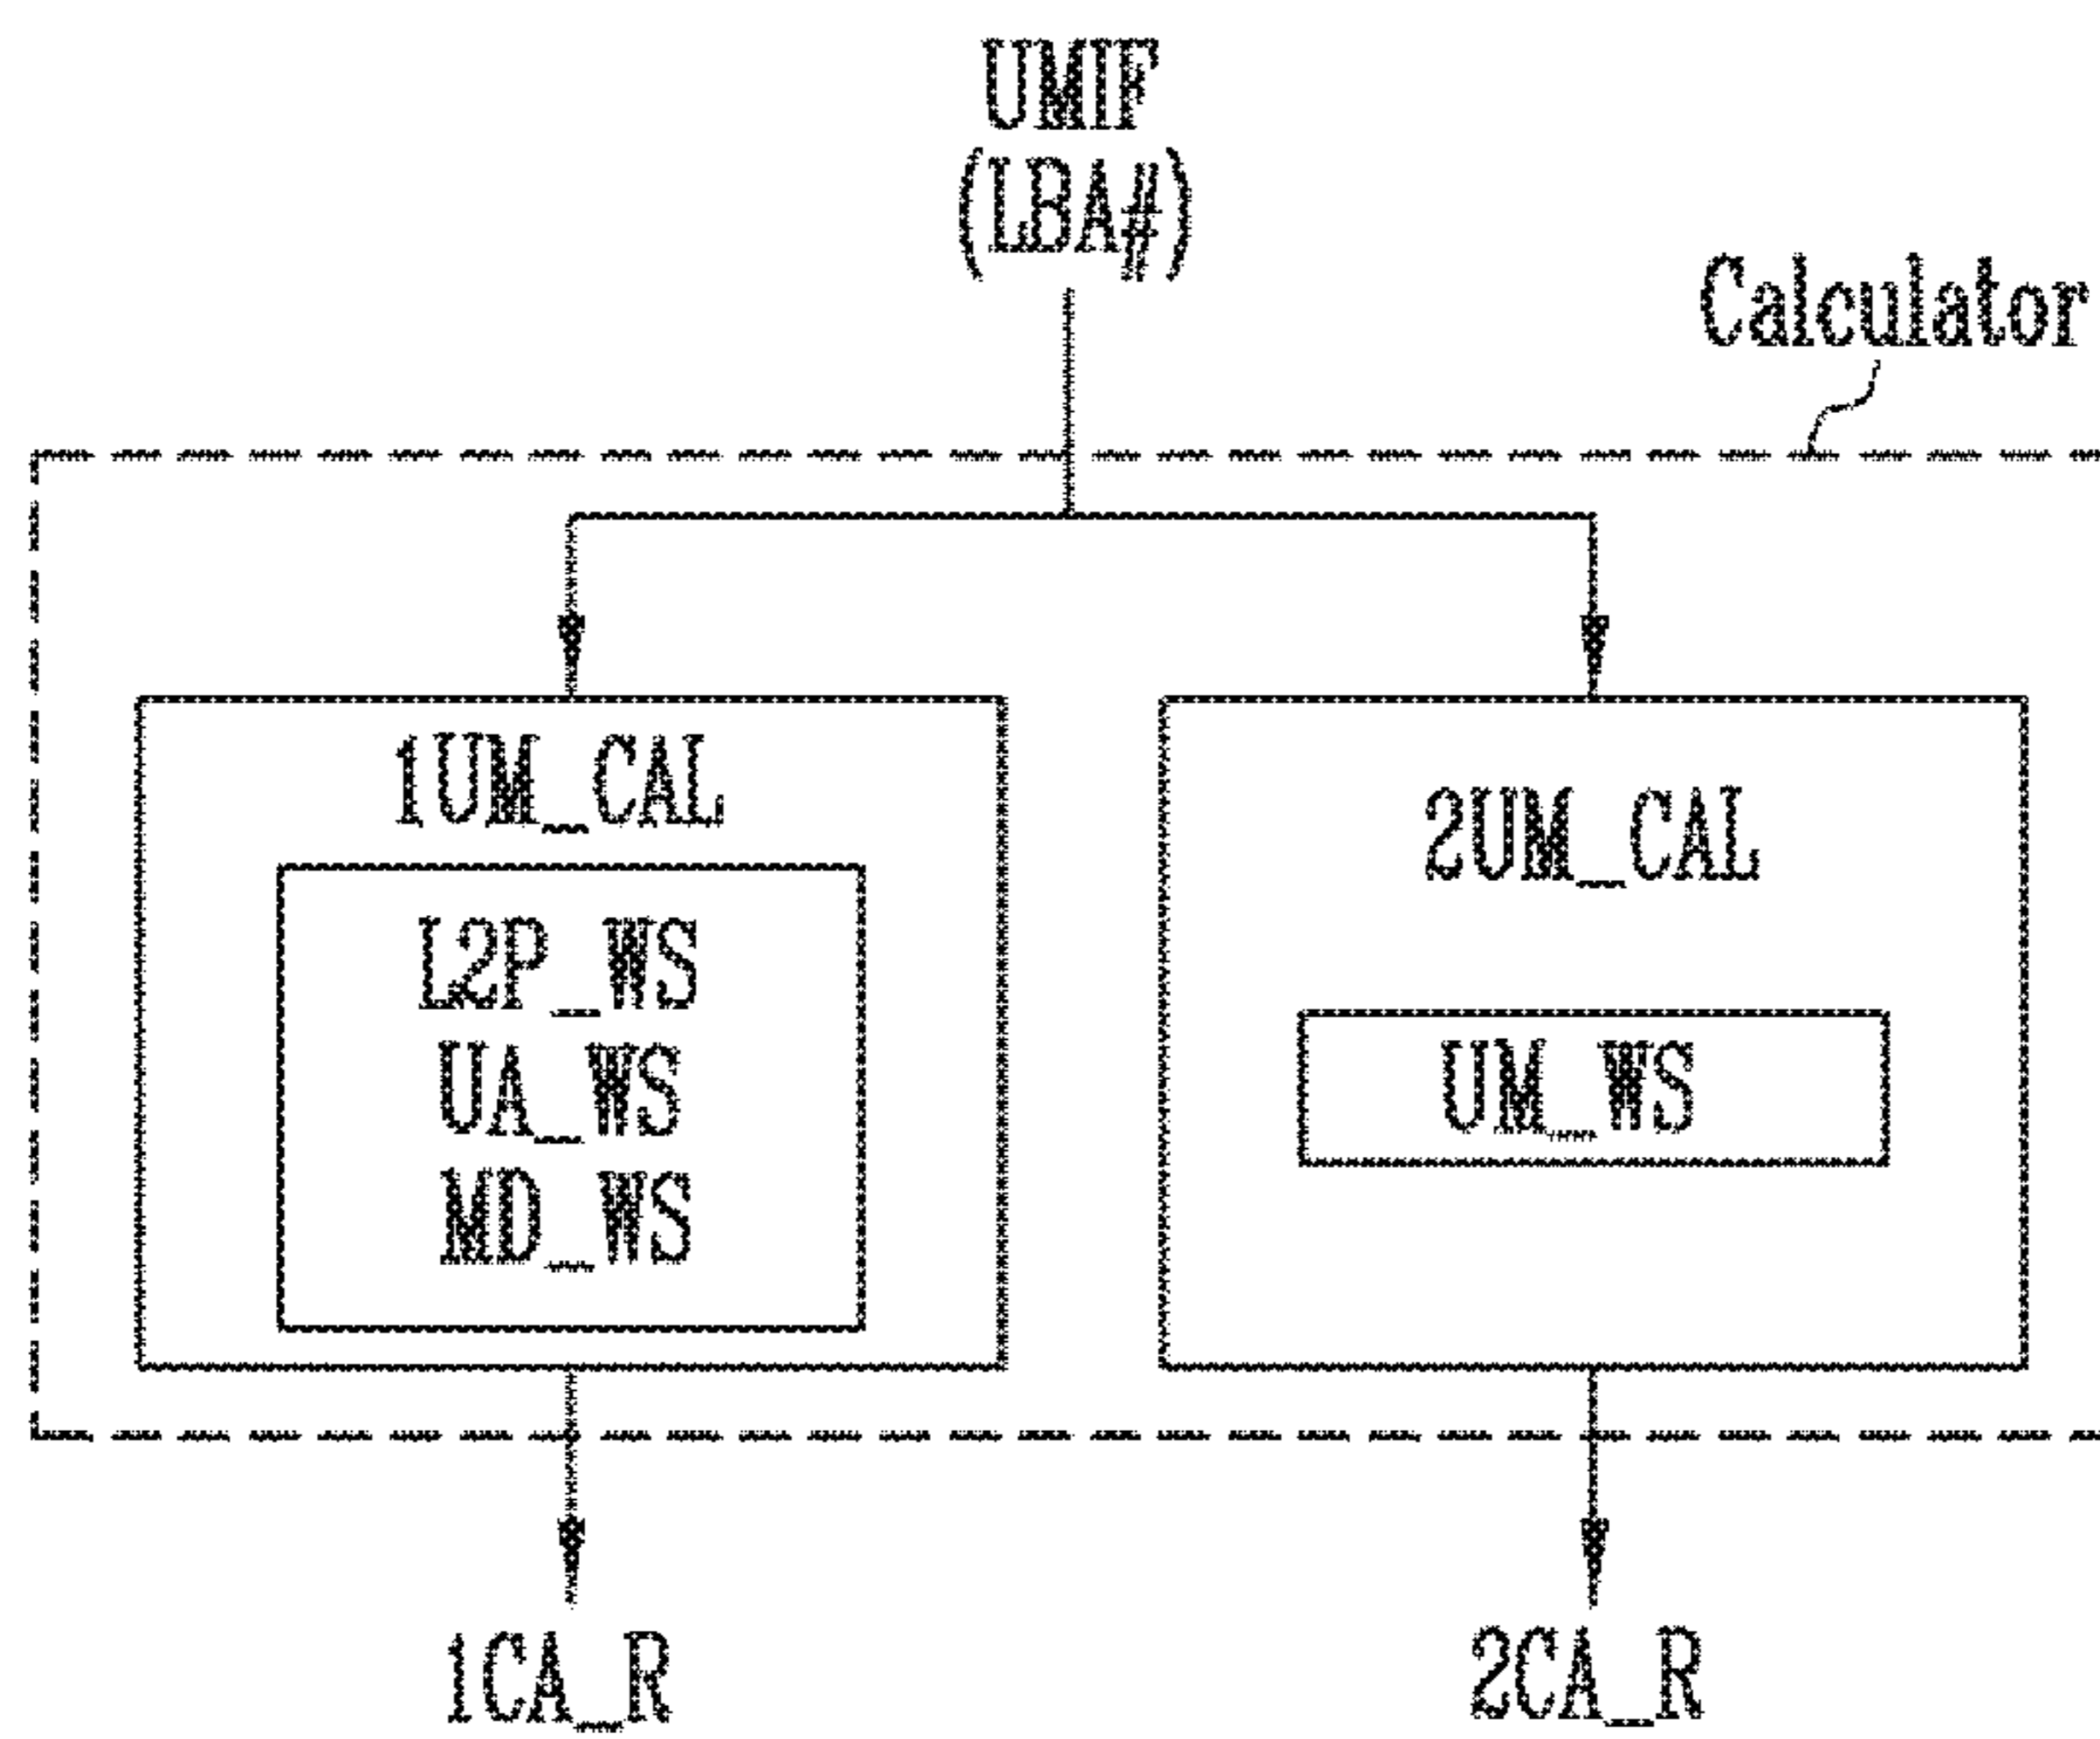 UMIF
(LBA#)
Calculator
1UM_CAL
L2P_WS
UA_WS
MD_WS
2UM_CAL
UM_WS
1CA_R
2CA_R